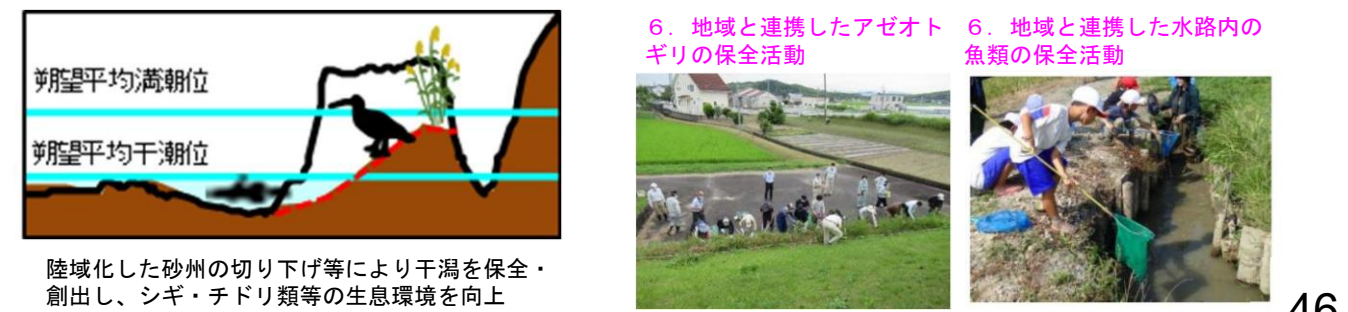 朔望平均満潮位
朔望平均干潮位
陸域化した砂州の切り下げ等により干潟を保全・
創出し、シギ・チドリ類等の生息環境を向上
６．地域と連携したアゼオト
ギリの保全活動
６．地域と連携した水路内の
魚類の保全活動
46